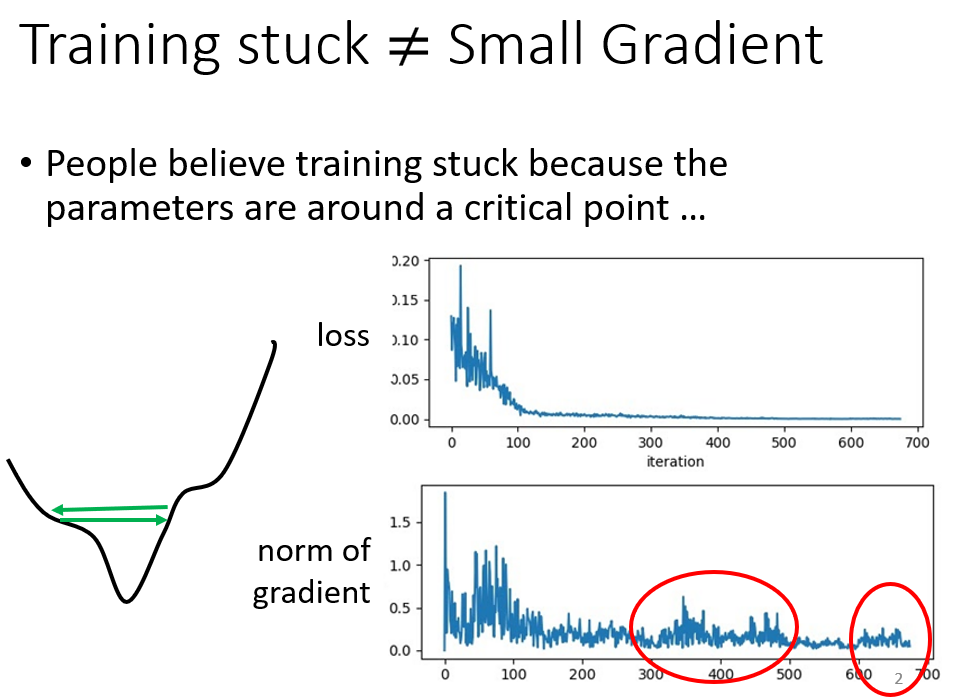 Training stuck ≠ Small Gradient
• People believe training stuck because the
parameters are around a critical point …
loss
0.20
0.15
0.10
0.05
0.00
0 100 200 300 400 500 600 700
iteration
norm of
gradient
1.5
1.0
0.5
0.0
0 100 200 300 400 500 600 700
2